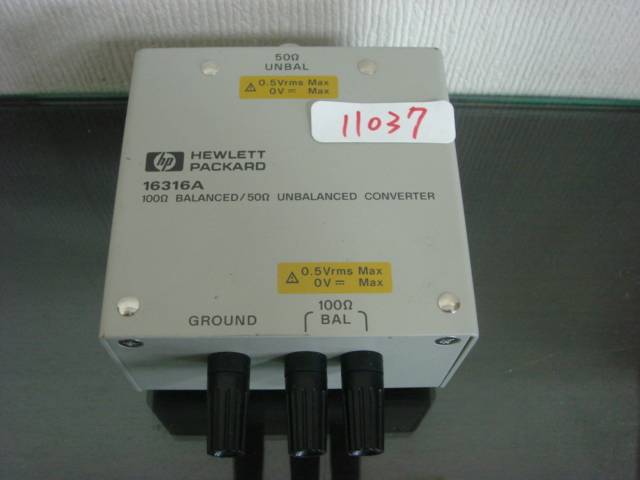 50Ω
UNBAL
⚠ 0.5Vrms Max
0V⎓ Max
11037
hp HEWLETT
PACKARD
16316A
100Ω BALANCED/50Ω UNBALANCED CONVERTER
⚠ 0.5Vrms Max
0V⎓ Max
GROUND
100Ω
BAL